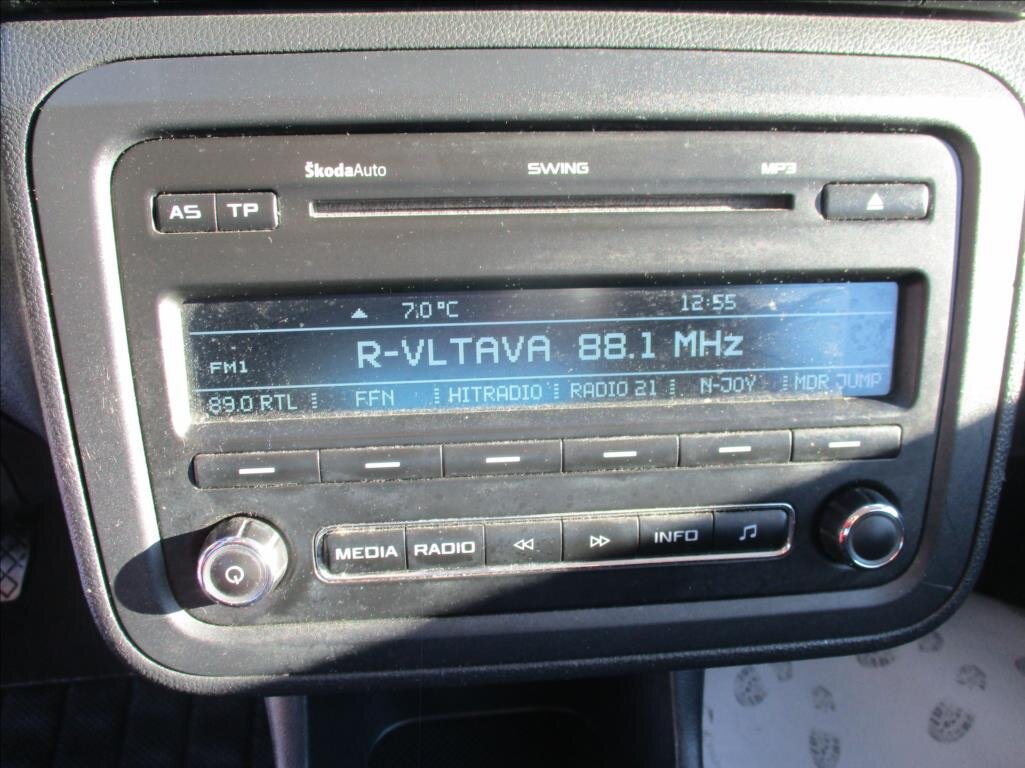 ŠkodaAuto SWING MP3
AS TP
7.0°C 12:55
R-VLTAVA 88.1 MHz
FM1
89.0 RTL FFN HITRADIO RADIO 21 N-JOY MDR JUMP
MEDIA RADIO INFO